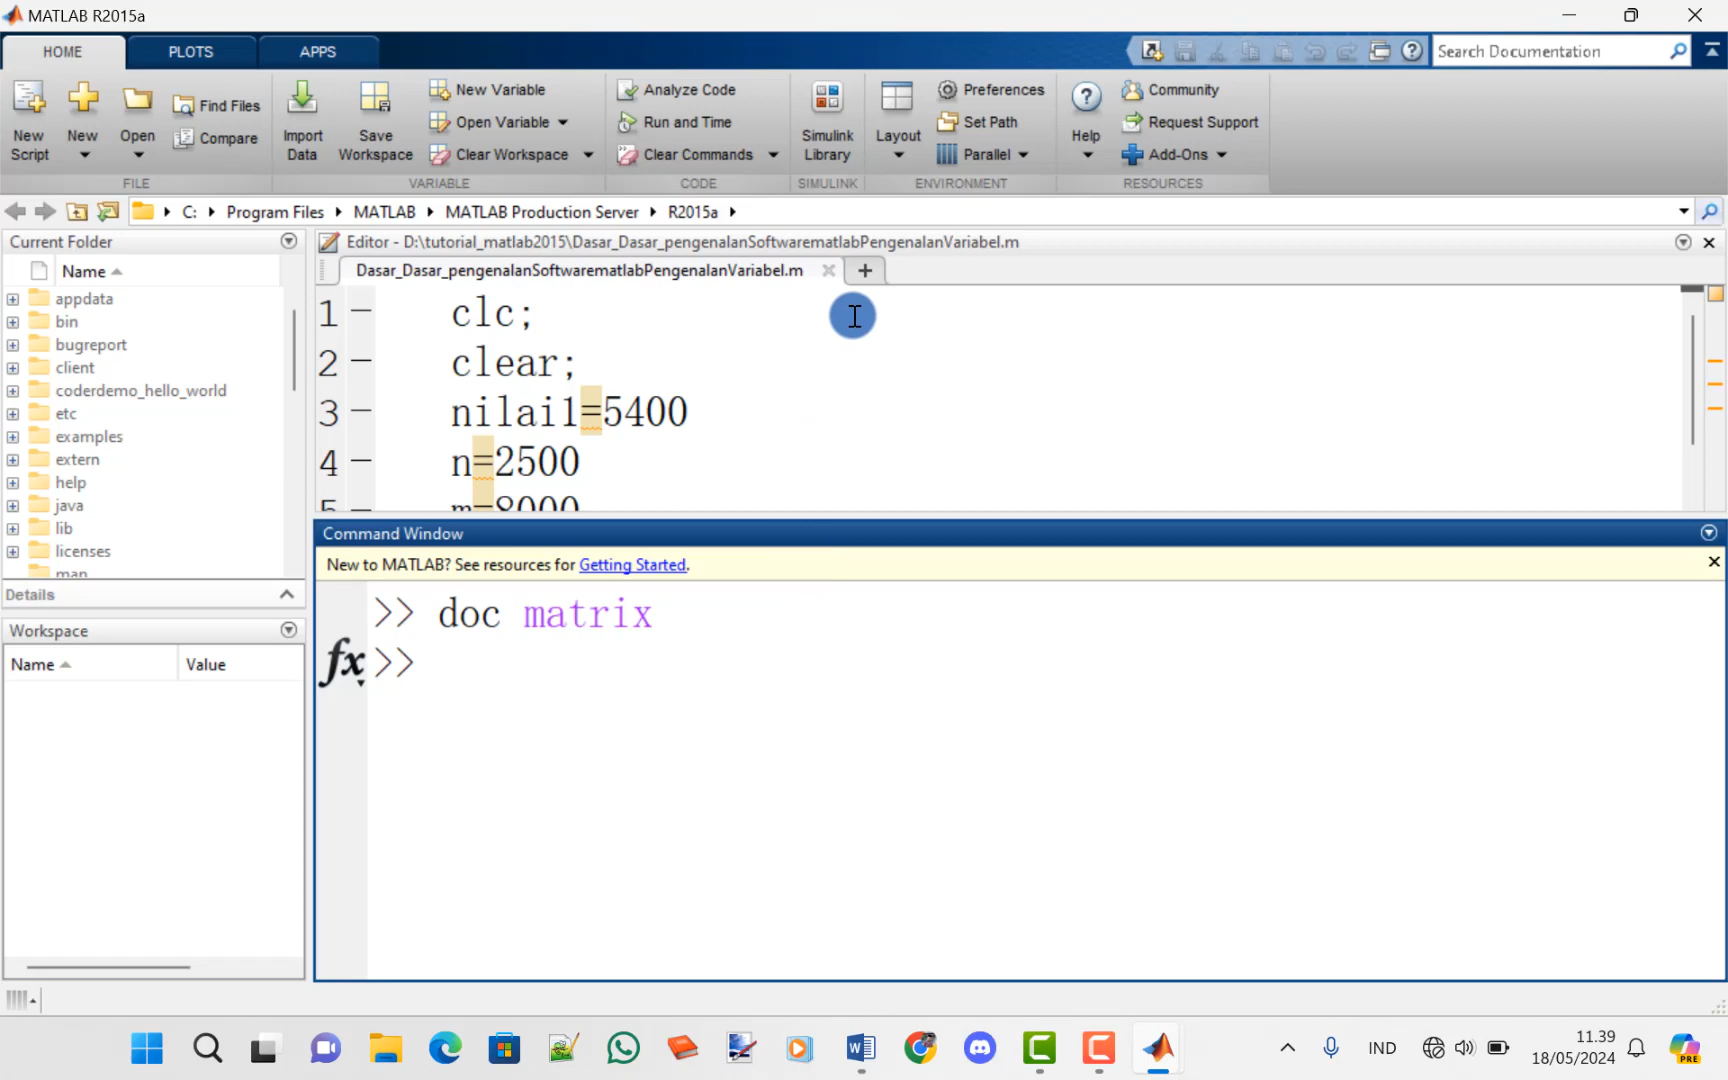 MATLAB R2015a
HOME PLOTS APPS
Search Documentation
New Script
New
Open
Find Files
Compare
FILE
Import Data
Save Workspace
New Variable
Open Variable
Clear Workspace
VARIABLE
Analyze Code
Run and Time
Clear Commands
CODE
Simulink Library
SIMULINK
Layout
Preferences
Set Path
Parallel
ENVIRONMENT
Help
Community
Request Support
Add-Ons
RESOURCES
C: Program Files MATLAB MATLAB Production Server R2015a
Current Folder
Name
appdata
bin
bugreport
client
coderdemo_hello_world
etc
examples
extern
help
java
lib
licenses
man
Details
Workspace
Name Value
Editor - D:\tutorial_matlab2015\Dasar_Dasar_pengenalanSoftwarematlabPengenalanVariabel.m
Dasar_Dasar_pengenalanSoftwarematlabPengenalanVariabel.m
1 – clc;
2 – clear;
3 – nilai1=5400
4 – n=2500
5 – m=8000
Command Window
New to MATLAB? See resources for Getting Started.
>> doc matrix
fx >>
IND
11.39
18/05/2024
PRE